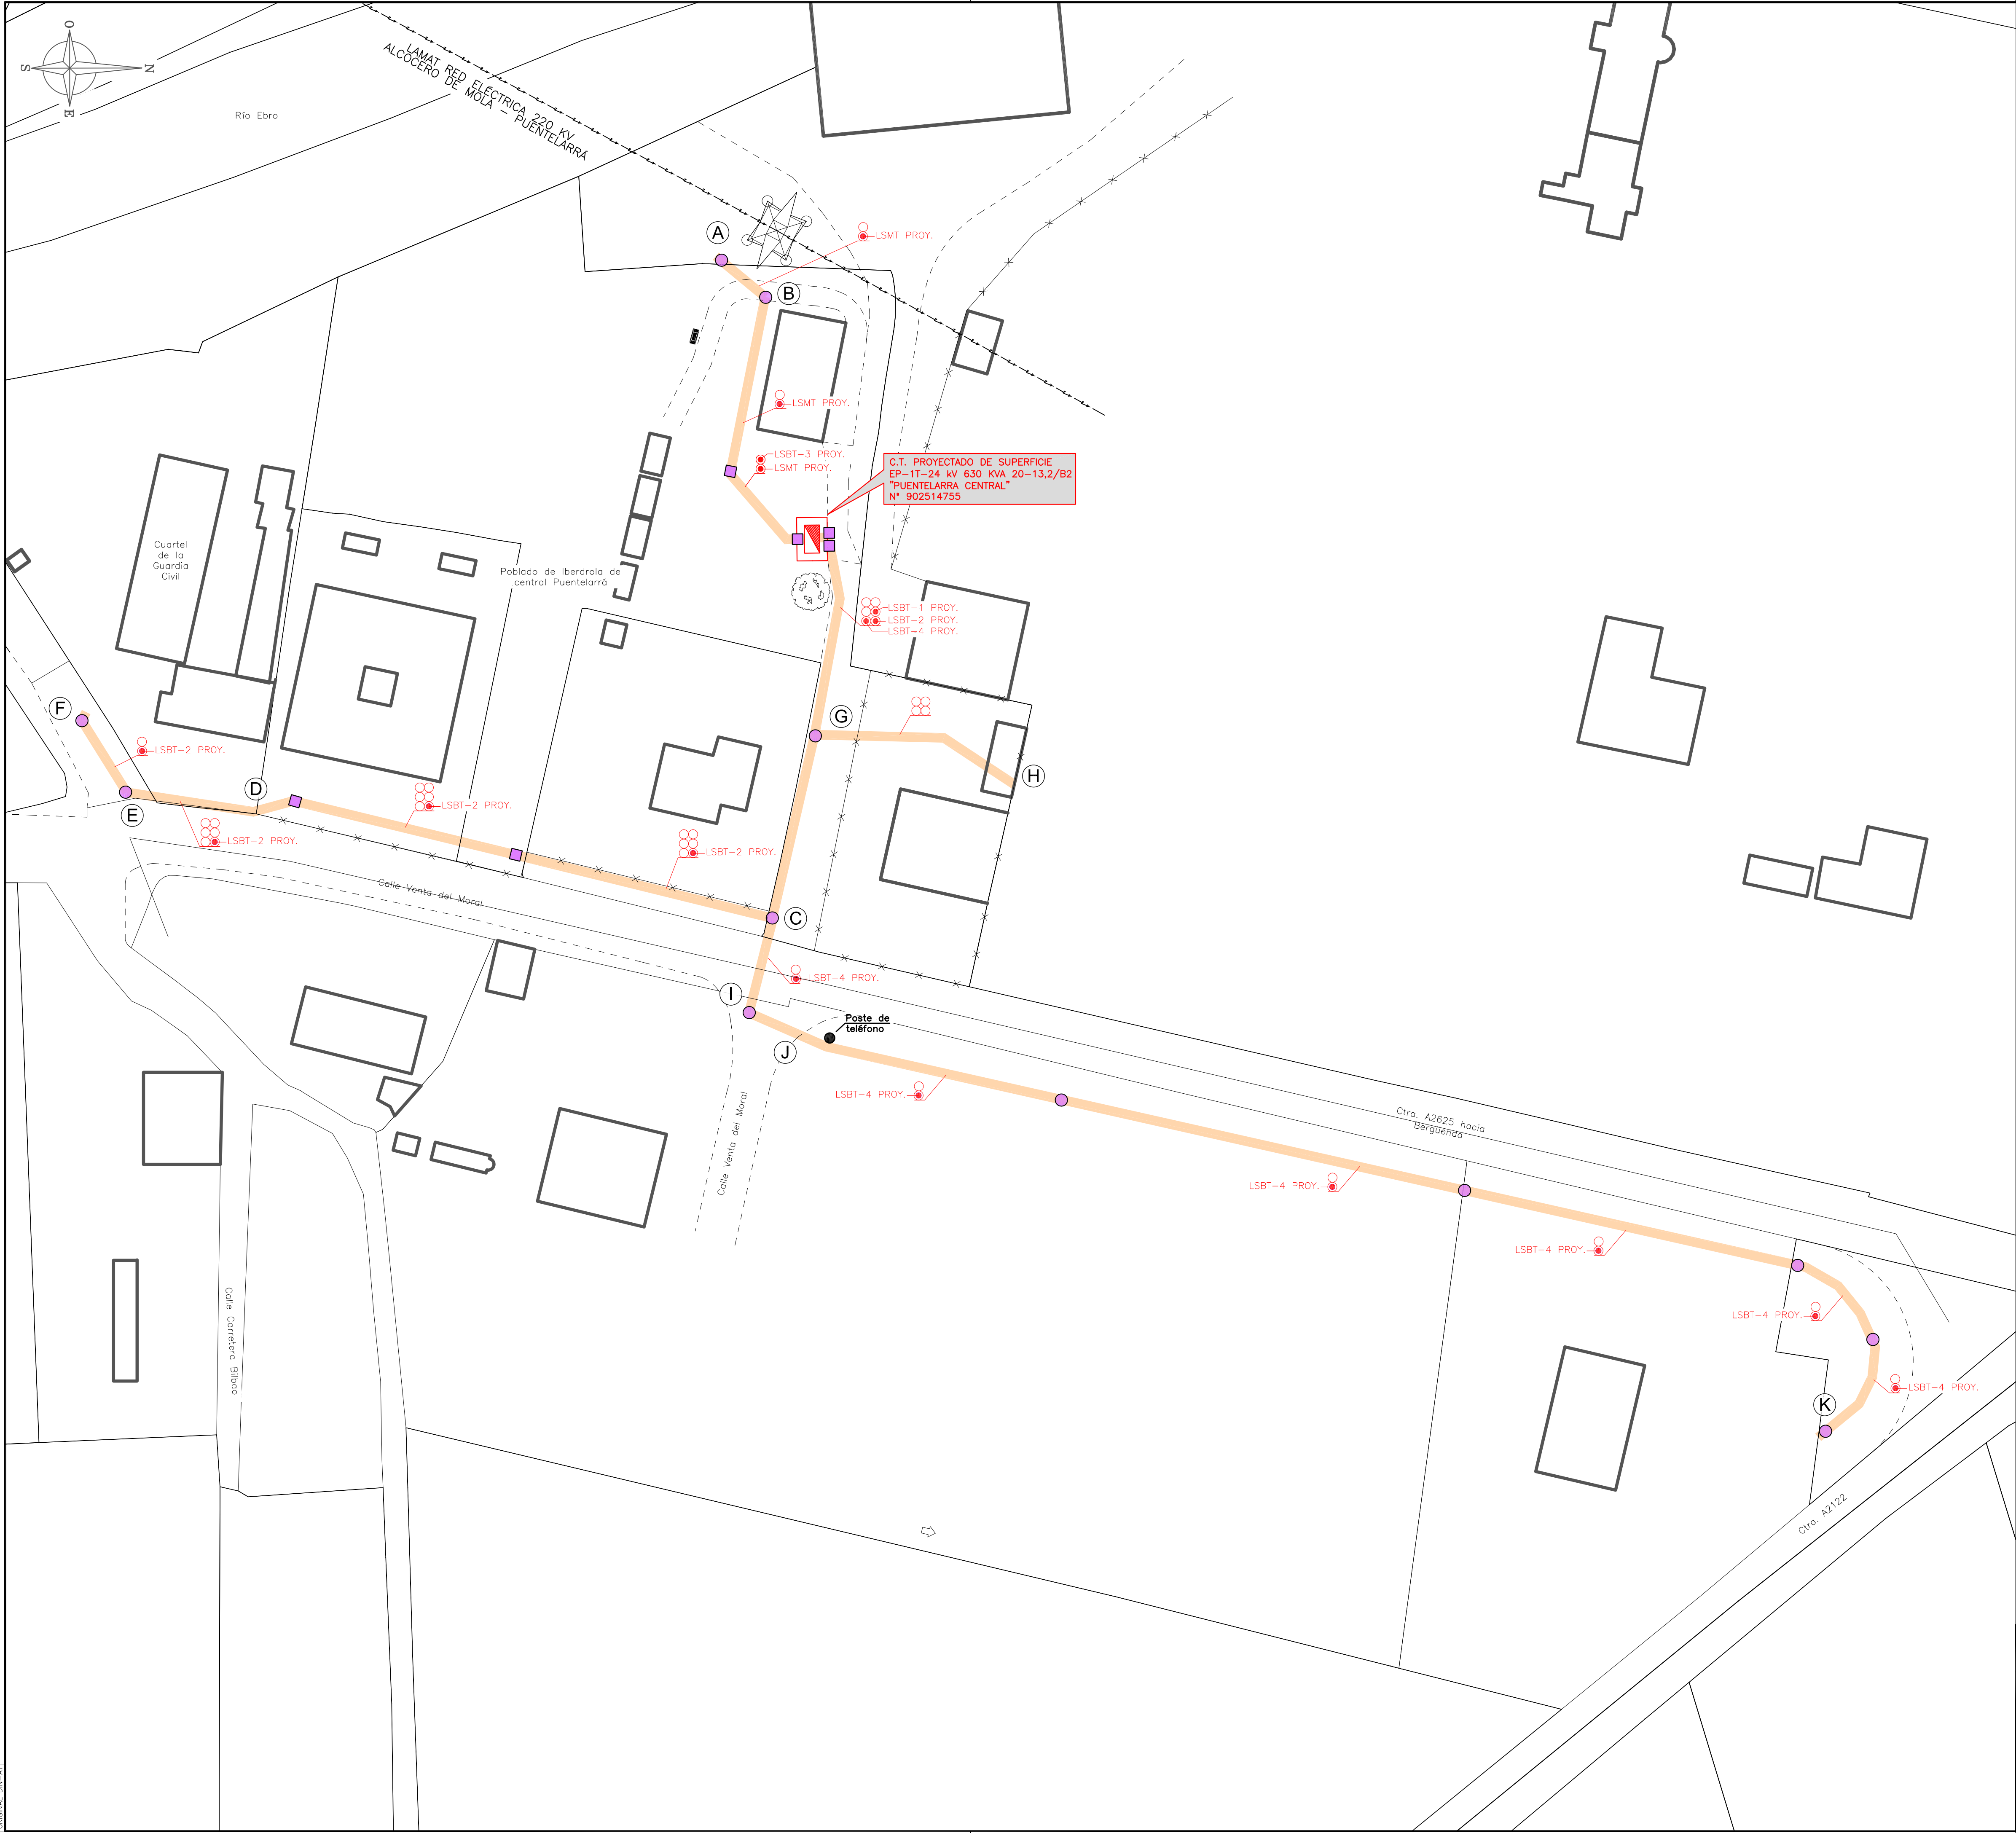 O
S
N
E
Río Ebro
LAMAT RED ELÉCTRICA 220 KV
ALCOCERO DE MOLA - PUENTELARRÁ
A
LSMT PROY.
B
LSMT PROY.
LSBT-3 PROY.
LSMT PROY.
C.T. PROYECTADO DE SUPERFICIE
EP-1T-24 kV 630 KVA 20-13,2/B2
"PUENTELARRA CENTRAL"
N° 902514755
Cuartel
de la
Guardia
Civil
Poblado de Iberdrola de
central Puentelarrá
LSBT-1 PROY.
LSBT-2 PROY.
LSBT-4 PROY.
F
G
LSBT-2 PROY.
H
D
E
LSBT-2 PROY.
LSBT-2 PROY.
LSBT-2 PROY.
Calle Venta del Moral
C
LSBT-4 PROY.
I
Poste de
teléfono
J
LSBT-4 PROY.
Calle Venta del Moral
Ctra. A2625 hacía
Bergüenda
LSBT-4 PROY.
LSBT-4 PROY.
LSBT-4 PROY.
Calle Carretera Bilbao
LSBT-4 PROY.
K
Ctra. A2122